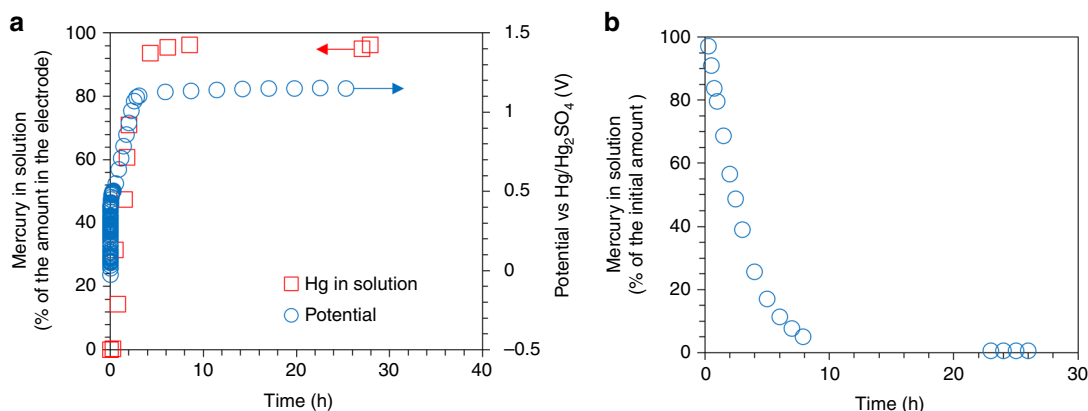 a
Mercury in solution
(% of the amount in the electrode)
100
80
60
40
20
0
1.5
1
0.5
0
–0.5
Potential vs Hg/Hg2SO4 (V)
Hg in solution
Potential
0
10
20
30
40
Time (h)
b
Mercury in solution
(% of the initial amount )
100
80
60
40
20
0
0
10
20
30
Time (h)